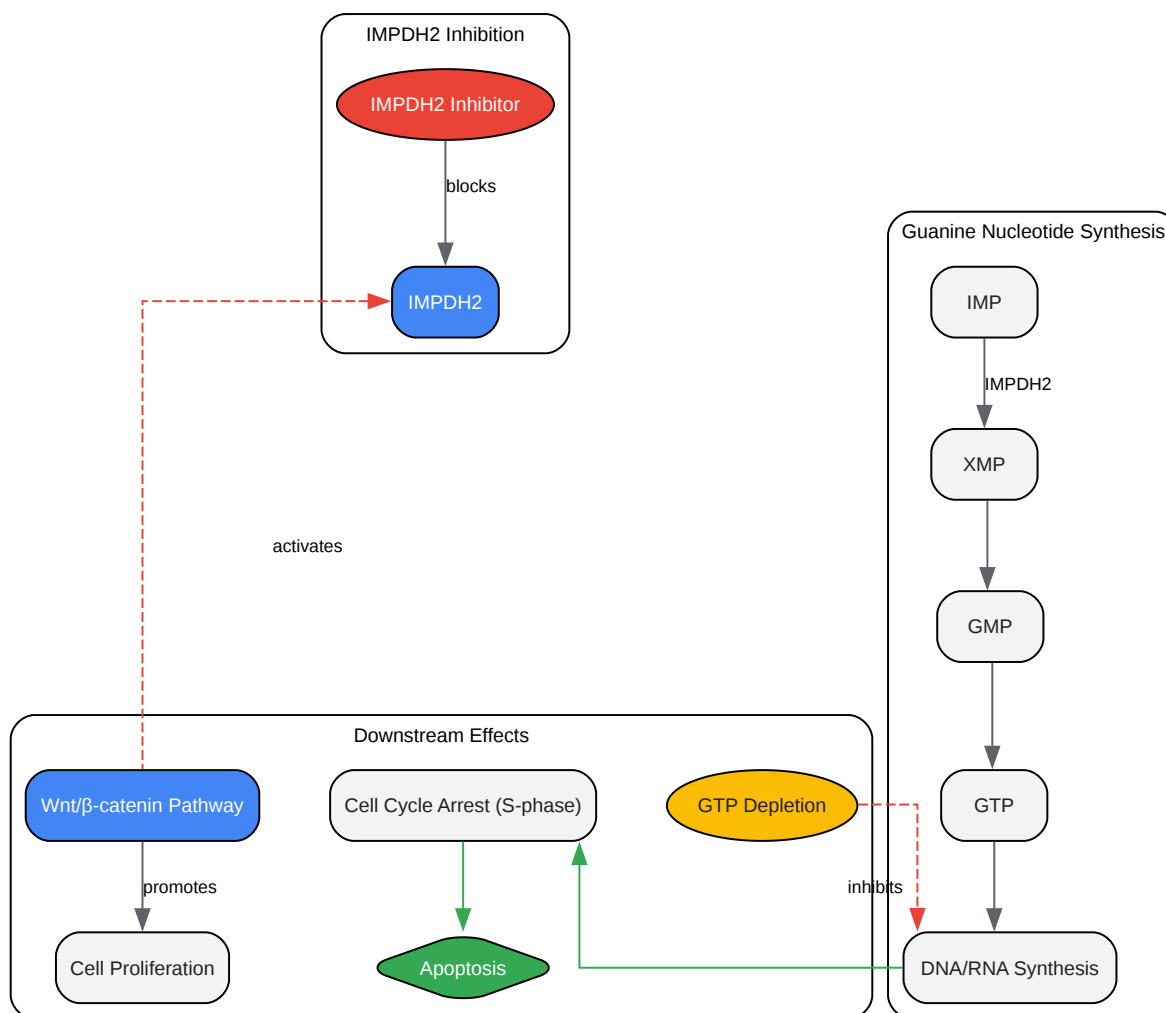 IMPDH2 Inhibition
IMPDH2 Inhibitor
blocks
IMPDH2
Guanine Nucleotide Synthesis
IMP
IMPDH2
XMP
GMP
GTP
DNA/RNA Synthesis
activates
Downstream Effects
Wnt/β-catenin Pathway
Cell Cycle Arrest (S-phase)
GTP Depletion
promotes
inhibits
Cell Proliferation
Apoptosis